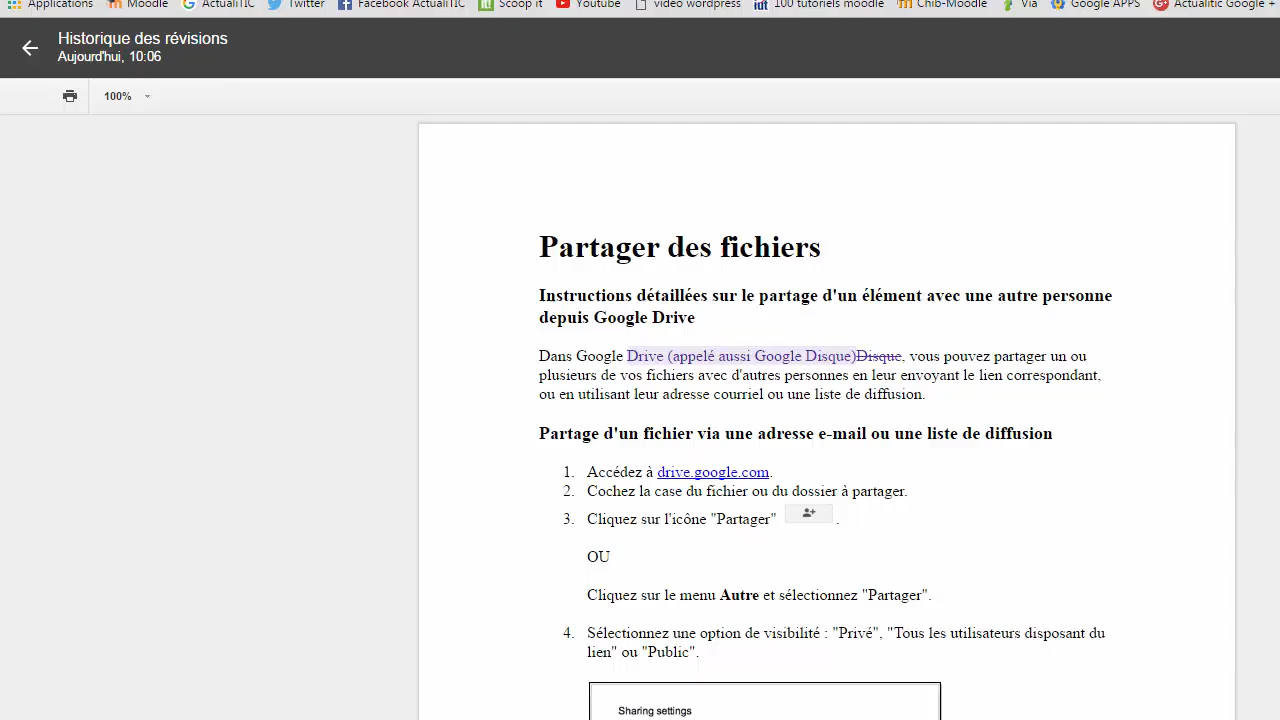 Applications Moodle ActualiTIC Twitter Facebook ActualiTIC Scoop it Youtube vidéo wordpress 100 tutoriels moodle Chib-Moodle Via Google APPS Actualitic Google +
Historique des révisions
Aujourd'hui, 10:06
100%
Partager des fichiers
Instructions détaillées sur le partage d'un élément avec une autre personne
depuis Google Drive
Dans Google Drive (appelé aussi Google Disque)Disque, vous pouvez partager un ou
plusieurs de vos fichiers avec d'autres personnes en leur envoyant le lien correspondant,
ou en utilisant leur adresse courriel ou une liste de diffusion.
Partage d'un fichier via une adresse e-mail ou une liste de diffusion
1. Accédez à drive.google.com.
2. Cochez la case du fichier ou du dossier à partager.
3. Cliquez sur l'icône "Partager" .
OU
Cliquez sur le menu Autre et sélectionnez "Partager".
4. Sélectionnez une option de visibilité : "Privé", "Tous les utilisateurs disposant du
lien" ou "Public".
Sharing settings